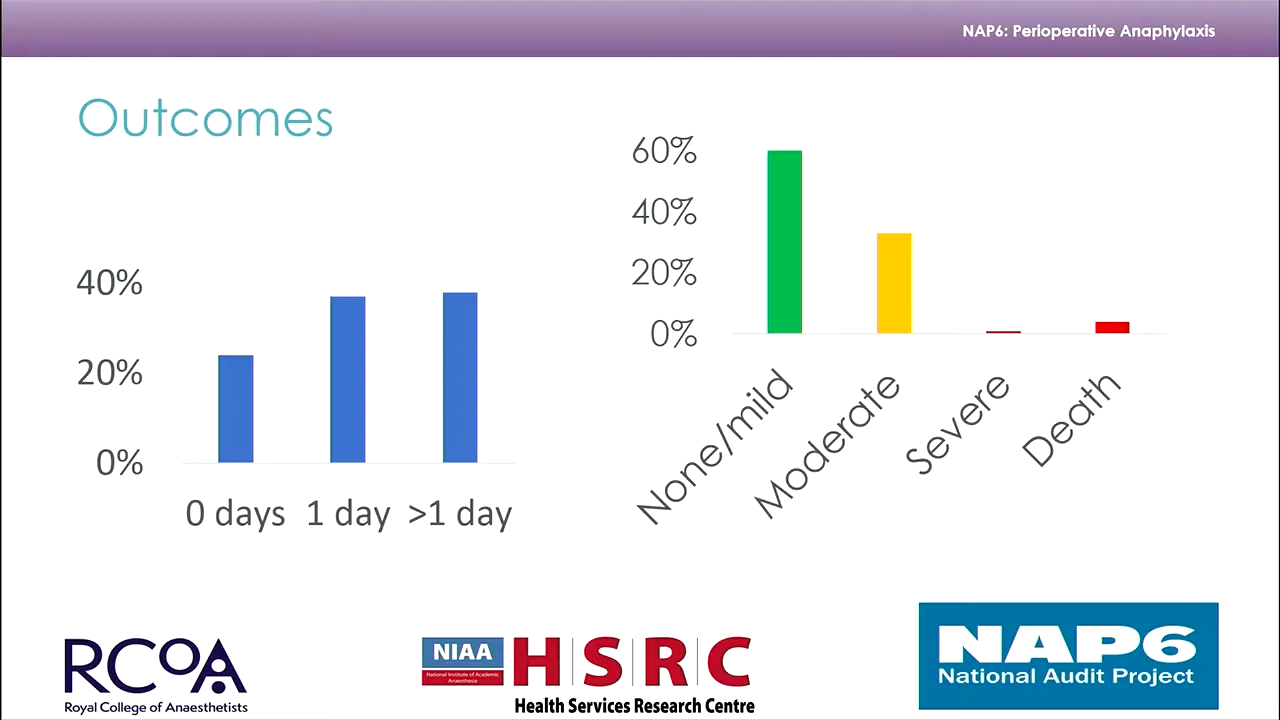 NAP6: Perioperative Anaphylaxis
Outcomes
40%
20%
0%
0 days 1 day >1 day
60%
40%
20%
0%
None/mild
Moderate
Severe
Death
RCOA
Royal College of Anaesthetists
NIAA
National Institute of Academic
Anaesthesia
HSRC
Health Services Research Centre
NAP6
National Audit Project